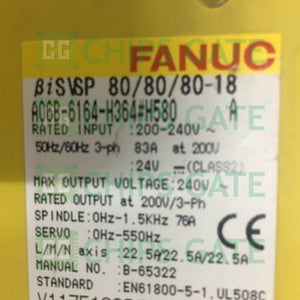 FANUC
βiSVSP 80/80/80-18
A06B-6164-H364#H580 A
RATED INPUT :200-240V ~
50Hz/60Hz 3-ph 83A at 200V
:24V ⎓ (CLASS2)
MAX OUTPUT VOLTAGE:240V
RATED OUTPUT at 200V/3-Ph
SPINDLE:0Hz-1.5KHz 76A
SERVO :0Hz-550Hz
L/M/N axis :22.5A/22.5A/22.5A
MANUAL NO. :B-65322
STANDARD :EN61800-5-1.UL508C
CHIPS GATE